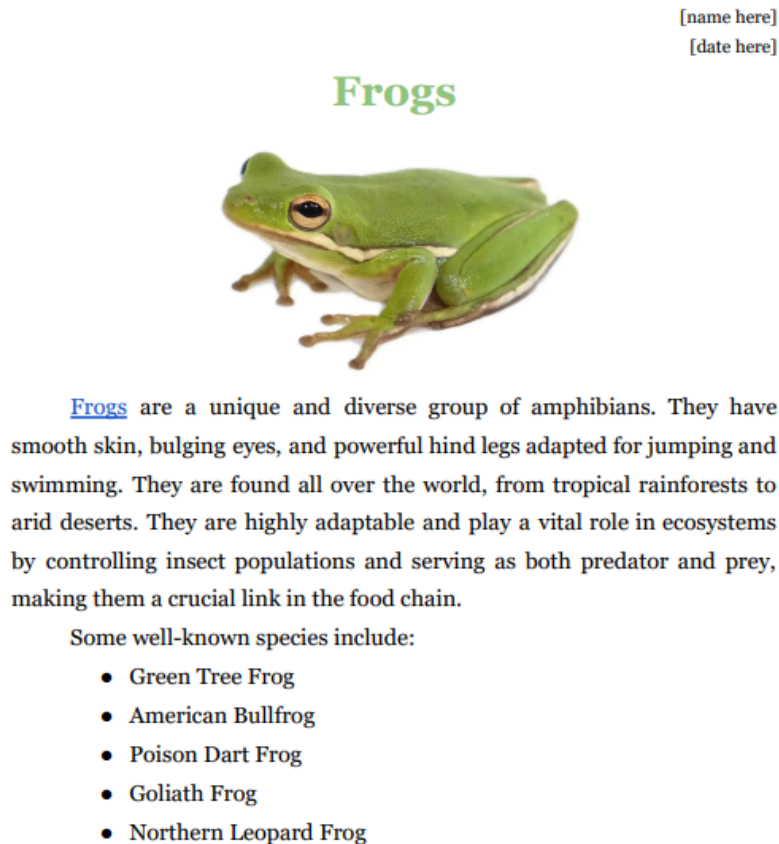 [name here]
[date here]
Frogs
Frogs are a unique and diverse group of amphibians. They have
smooth skin, bulging eyes, and powerful hind legs adapted for jumping and
swimming. They are found all over the world, from tropical rainforests to
arid deserts. They are highly adaptable and play a vital role in ecosystems
by controlling insect populations and serving as both predator and prey,
making them a crucial link in the food chain.
Some well-known species include:
● Green Tree Frog
● American Bullfrog
● Poison Dart Frog
● Goliath Frog
● Northern Leopard Frog